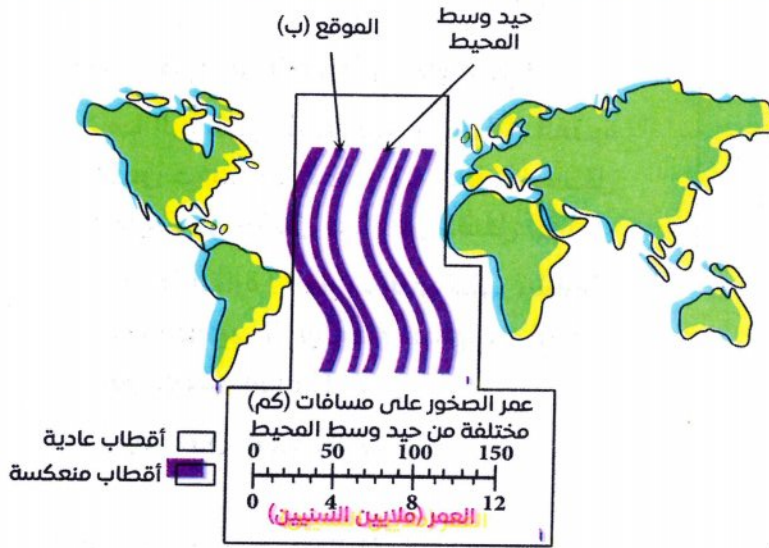 حيد وسط
المحيط
الموقع (ب)
عمر الصخور على مسافات (كم)
مختلفة من حيد وسط المحيط
0 50 100 150
0 4 8 12
العمر (ملايين السنيين)
أقطاب عادية
أقطاب منعكسة